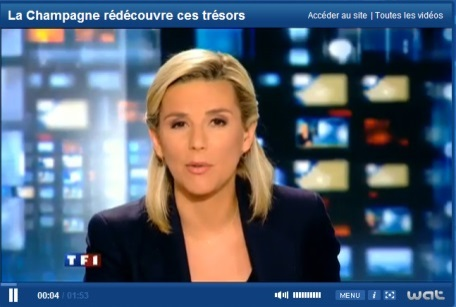 La Champagne rédécouvre ces trésors
Accéder au site | Toutes les vidéos
TF1
00:04 / 01:53
MENU
i
wat